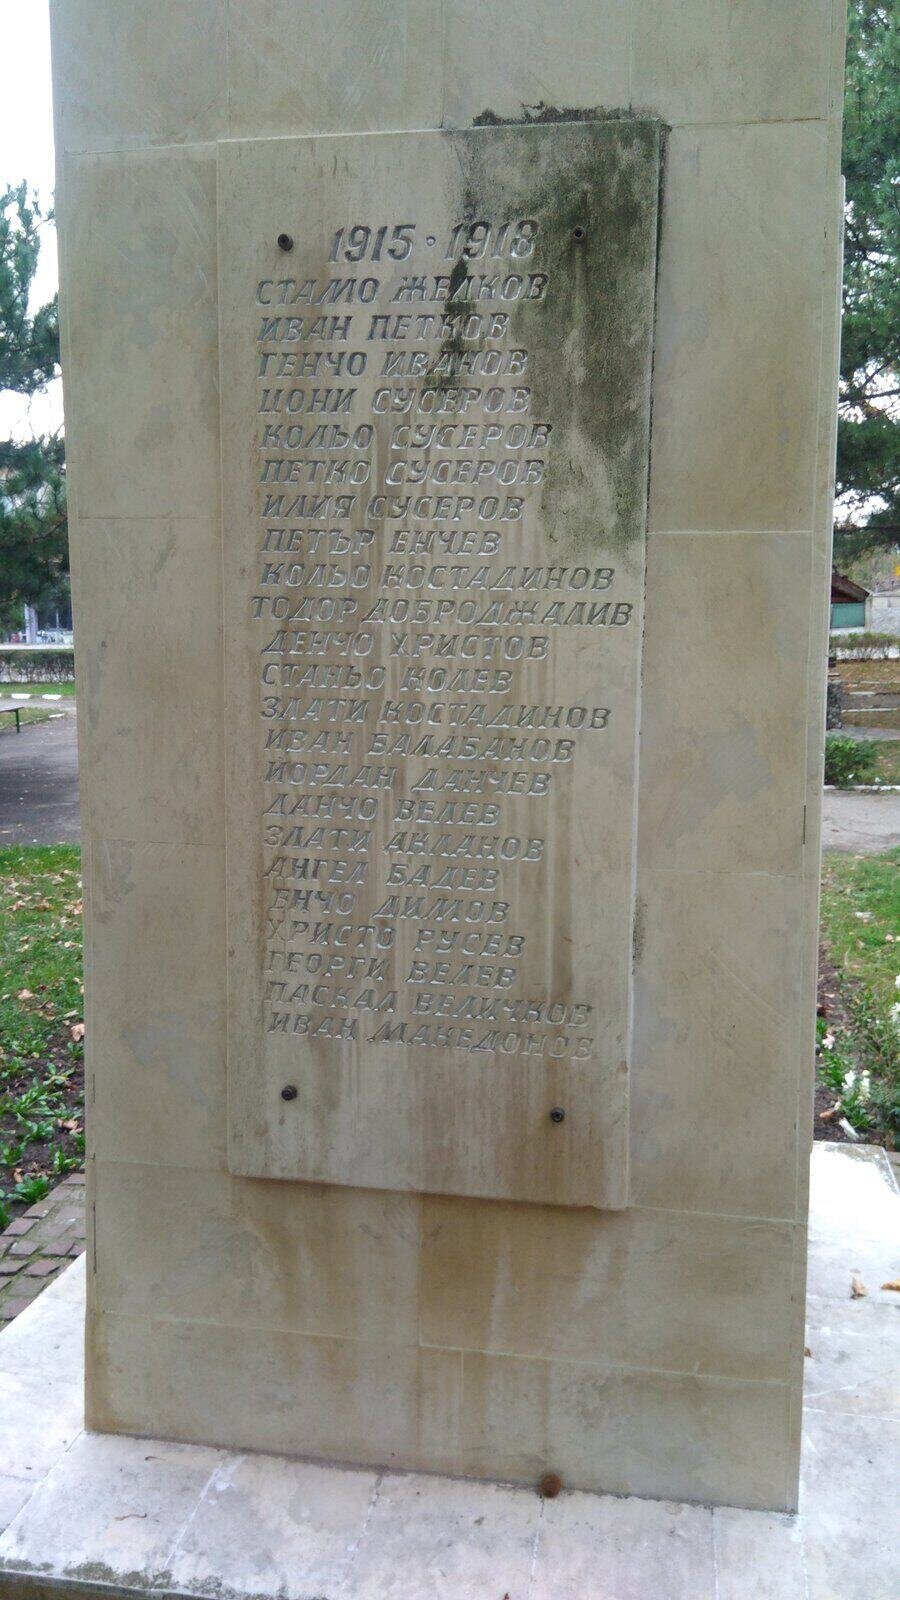 1915 · 1918
СТАМО ЖЕЛКОВ
ИВАН ПЕТКОВ
ГЕНЧО ИВАНОВ
ЦОНИ СУСЕРОВ
КОЛЬО СУСЕРОВ
ПЕТКО СУСЕРОВ
ИЛИЯ СУСЕРОВ
ПЕТЪР ЕНЧЕВ
КОЛЬО КОСТАДИНОВ
ТОДОР ДОБРОДЖАЛИВ
ДЕНЧО ХРИСТОВ
СТАНЬО КОЛЕВ
ЗЛАТИ КОСТАДИНОВ
ИВАН БАЛАБАНОВ
ЙОРДАН ДАНЧЕВ
ДАНЧО ВЕЛЕВ
ЗЛАТИ АКЛАНОВ
АНГЕЛ БАДЕВ
ЕНЧО ДИМОВ
ХРИСТО РУСЕВ
ГЕОРГИ ВЕЛЕВ
ПАСКАЛ ВЕЛИЧКОВ
ИВАН МАКЕДОНОВ